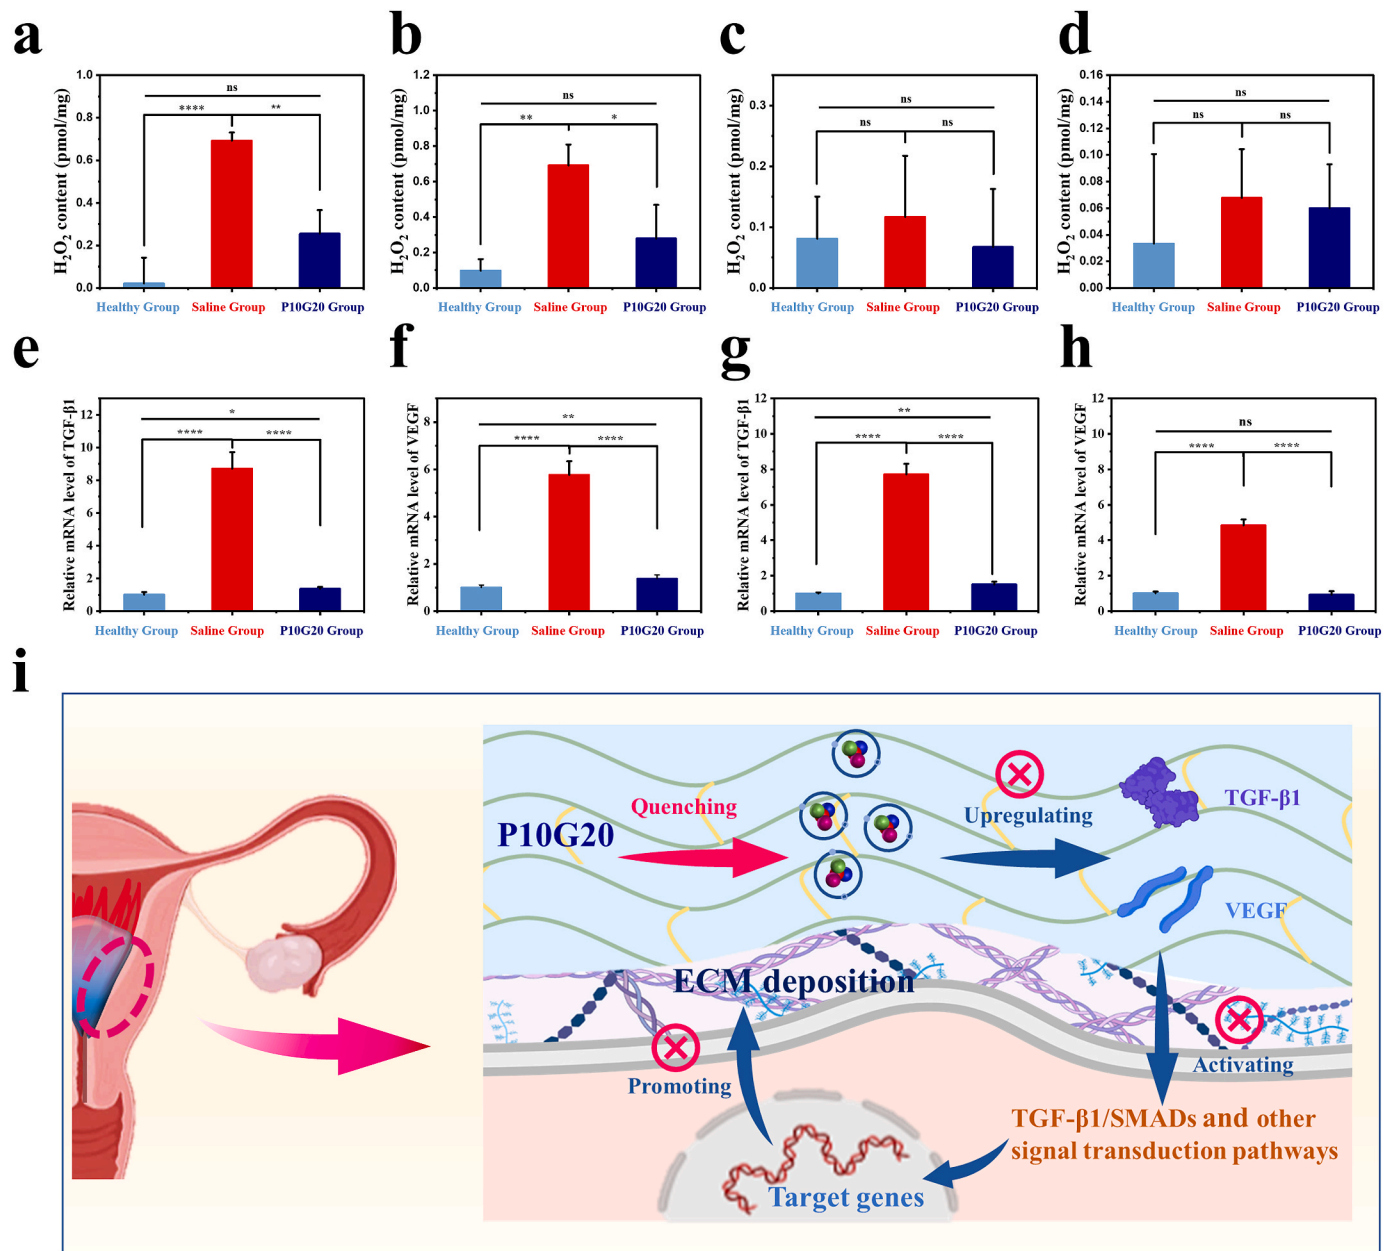 a
H₂O₂ content (pmol/mg)
1.0
0.8
0.6
0.4
0.2
0.0
ns
**** **
Healthy Group Saline Group P10G20 Group
b
H₂O₂ content (pmol/mg)
1.2
1.0
0.8
0.6
0.4
0.2
0.0
ns
** *
Healthy Group Saline Group P10G20 Group
c
H₂O₂ content (pmol/mg)
0.3
0.2
0.1
0.0
ns
ns ns
Healthy Group Saline Group P10G20 Group
d
H₂O₂ content (pmol/mg)
0.16
0.14
0.12
0.10
0.08
0.06
0.04
0.02
0.00
ns
ns ns
Healthy Group Saline Group P10G20 Group
e
Relative mRNA level of TGF-β1
12
10
8
6
4
2
0
*
**** ****
Healthy Group Saline Group P10G20 Group
f
Relative mRNA level of VEGF
8
6
4
2
0
**
**** ****
Healthy Group Saline Group P10G20 Group
g
Relative mRNA level of TGF-β1
12
10
8
6
4
2
0
**
**** ****
Healthy Group Saline Group P10G20 Group
h
Relative mRNA level of VEGF
12
10
8
6
4
2
0
ns
**** ****
Healthy Group Saline Group P10G20 Group
i
P10G20
Quenching
Upregulating
TGF-β1
VEGF
ECM deposition
Promoting
Activating
TGF-β1/SMADs and other
signal transduction pathways
Target genes